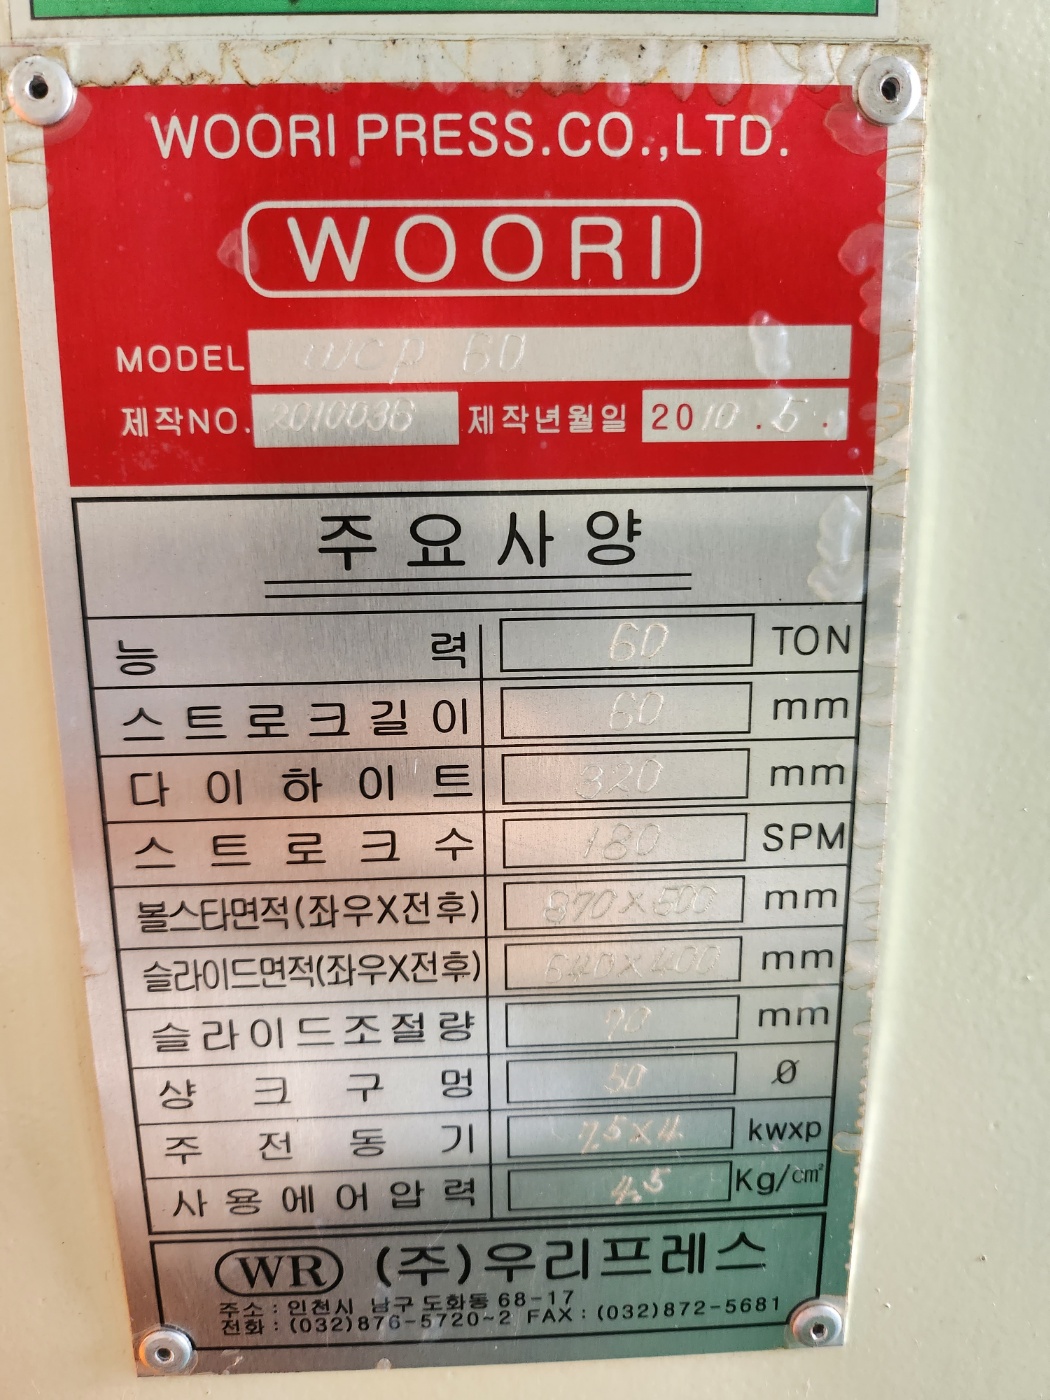 WOORI PRESS.CO.,LTD.
WOORI
MODEL WCP 60
제작NO. 제작년월일 2010 . 5 .
주요사양
능력 60 TON
스트로크길이 60 mm
다이하이트 320 mm
스트로크수 180 SPM
볼스타면적(좌우X전후) 870X500 mm
슬라이드면적(좌우X전후) mm
슬라이드조절량 70 mm
샹크구멍 50 Ø
주전동기 7.5X4 kwxp
사용에어압력 4.5 Kg/cm²
WR (주)우리프레스
주소 : 인천시 남구 도화동 68-17
전화 : (032)876-5720~2 FAX : (032)872-5681